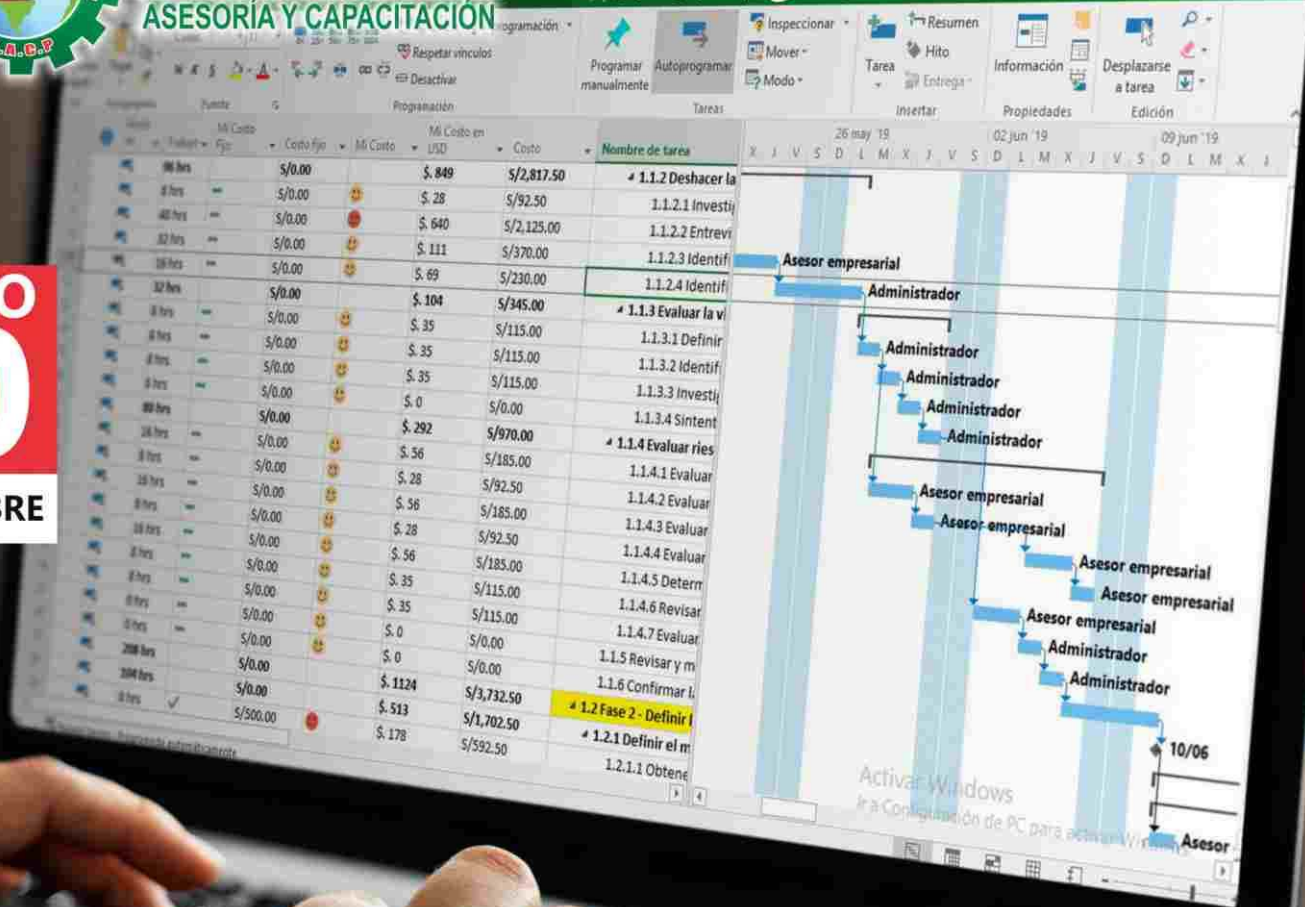 ASESORÍA Y CAPACITACIÓN
A.C.P
O
BRE
Respetar vínculos
Desactivar
Programación
Fuente
Programar manualmente
Autoprogramar
Inspeccionar
Mover
Modo
Tareas
Tarea
Resumen
Hito
Entrega
Insertar
Información
Propiedades
Desplazarse a tarea
Edición
Mi Costo Fijo
Costo fijo
Mi Costo
Mi Costo en USD
Costo
Nombre de tarea
26 may '19
02 jun '19
09 jun '19
X J V S D L M X J V S D L M X J V S D L M X J
S/0.00 $. 849 S/2,817.50 1.1.2 Deshacer la
S/0.00 $. 28 S/92.50 1.1.2.1 Investig
S/0.00 $. 640 S/2,125.00 1.1.2.2 Entrevi
S/0.00 $. 111 S/370.00 1.1.2.3 Identifi
S/0.00 $. 69 S/230.00 1.1.2.4 Identifi
S/0.00 $. 104 S/345.00 1.1.3 Evaluar la vi
S/0.00 $. 35 S/115.00 1.1.3.1 Definir
S/0.00 $. 35 S/115.00 1.1.3.2 Identif
S/0.00 $. 35 S/115.00 1.1.3.3 Investig
S/0.00 $. 0 S/0.00 1.1.3.4 Sintent
S/0.00 $. 292 S/970.00 1.1.4 Evaluar ries
S/0.00 $. 56 S/185.00 1.1.4.1 Evaluar
S/0.00 $. 28 S/92.50 1.1.4.2 Evaluar
S/0.00 $. 56 S/185.00 1.1.4.3 Evaluar
S/0.00 $. 28 S/92.50 1.1.4.4 Evaluar
S/0.00 $. 56 S/185.00 1.1.4.5 Determ
S/0.00 $. 35 S/115.00 1.1.4.6 Revisar
S/0.00 $. 35 S/115.00 1.1.4.7 Evaluar
S/0.00 $. 0 S/0.00 1.1.5 Revisar y m
S/0.00 $. 0 S/0.00 1.1.6 Confirmar l
S/0.00 $. 1124 S/3,732.50 1.2 Fase 2 - Definir l
S/0.00 $. 513 S/1,702.50 1.2.1 Definir el m
S/500.00 $. 178 S/592.50 1.2.1.1 Obtene
Asesor empresarial
Administrador
Administrador
Administrador
Administrador
Administrador
Asesor empresarial
Asesor empresarial
Asesor empresarial
Asesor empresarial
Asesor empresarial
Administrador
Administrador
10/06
Asesor
Activar Windows
Ir a Configuración de PC para activar Windows